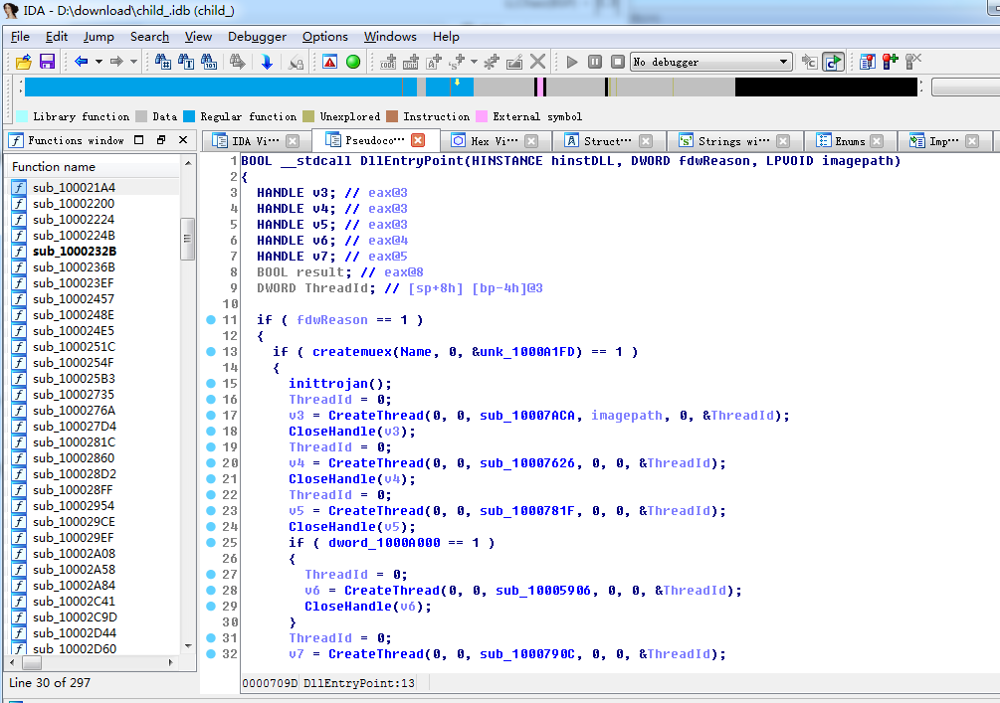 IDA - D:\download\child_.idb (child_)
File Edit Jump Search View Debugger Options Windows Help
No debugger
Library function Data Regular function Unexplored Instruction External symbol
Functions window
IDA Vi··· Pseudoco··· Hex Vi··· Struct··· Strings wi··· Enums Imp···
Function name
sub_100021A4
sub_10002200
sub_10002224
sub_1000224B
sub_1000232B
sub_1000236B
sub_100023EF
sub_10002457
sub_1000248E
sub_100024E5
sub_1000251C
sub_1000254F
sub_100025B3
sub_10002735
sub_1000276A
sub_100027D4
sub_1000281C
sub_10002860
sub_100028D2
sub_100028FF
sub_10002954
sub_100029CE
sub_100029EF
sub_10002A08
sub_10002A58
sub_10002A84
sub_10002C41
sub_10002C9D
sub_10002D44
sub_10002D60
Line 30 of 297
1 BOOL __stdcall DllEntryPoint(HINSTANCE hinstDLL, DWORD fdwReason, LPVOID imagepath)
2 {
3 HANDLE v3; // eax@3
4 HANDLE v4; // eax@3
5 HANDLE v5; // eax@3
6 HANDLE v6; // eax@4
7 HANDLE v7; // eax@5
8 BOOL result; // eax@8
9 DWORD ThreadId; // [sp+8h] [bp-4h]@3
10
11 if ( fdwReason == 1 )
12 {
13 if ( createmuex(Name, 0, &unk_1000A1FD) == 1 )
14 {
15 inittrojan();
16 ThreadId = 0;
17 v3 = CreateThread(0, 0, sub_10007ACA, imagepath, 0, &ThreadId);
18 CloseHandle(v3);
19 ThreadId = 0;
20 v4 = CreateThread(0, 0, sub_10007626, 0, 0, &ThreadId);
21 CloseHandle(v4);
22 ThreadId = 0;
23 v5 = CreateThread(0, 0, sub_1000781F, 0, 0, &ThreadId);
24 CloseHandle(v5);
25 if ( dword_1000A000 == 1 )
26 {
27 ThreadId = 0;
28 v6 = CreateThread(0, 0, sub_10005906, 0, 0, &ThreadId);
29 CloseHandle(v6);
30 }
31 ThreadId = 0;
32 v7 = CreateThread(0, 0, sub_1000790C, 0, 0, &ThreadId);
0000709D DllEntryPoint:13